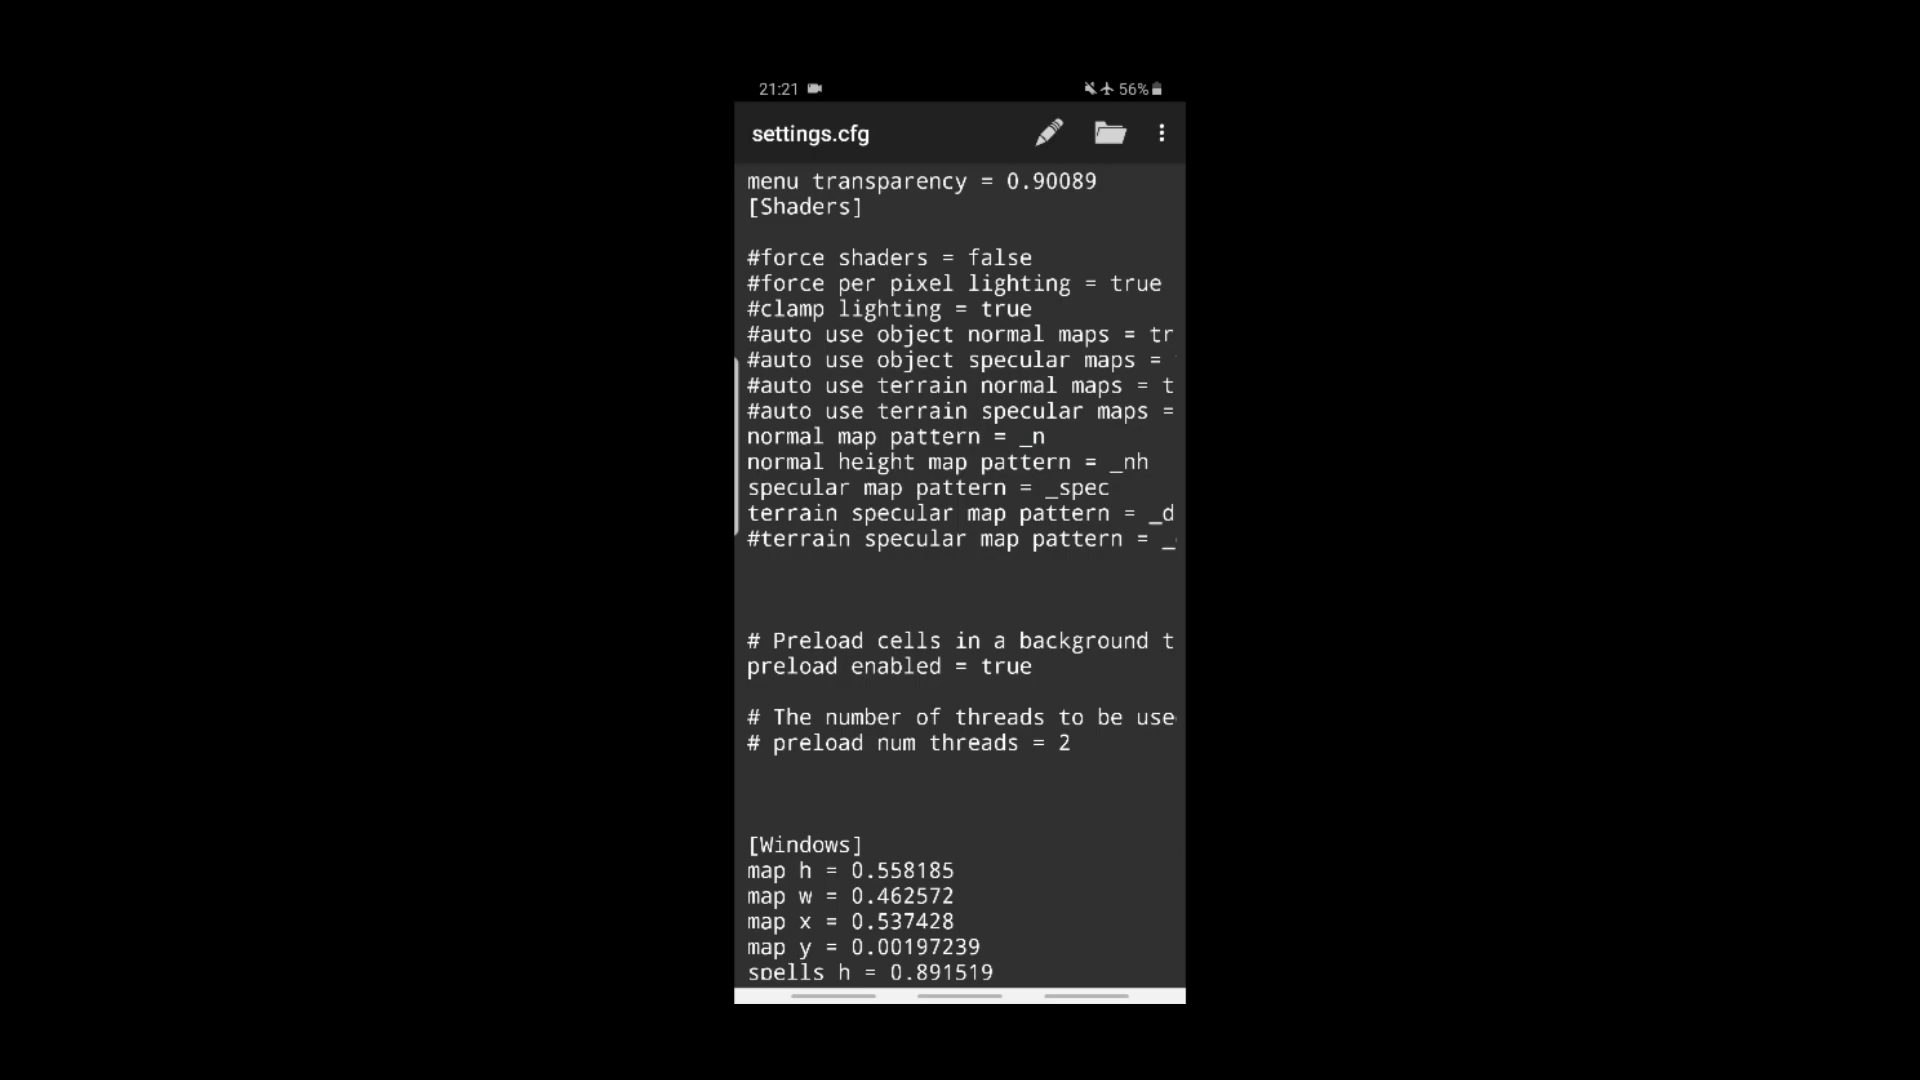 21:21 56%
settings.cfg
menu transparency = 0.90089
[Shaders]
#force shaders = false
#force per pixel lighting = true
#clamp lighting = true
#auto use object normal maps = tr
#auto use object specular maps =
#auto use terrain normal maps = t
#auto use terrain specular maps =
normal map pattern = _n
normal height map pattern = _nh
specular map pattern = _spec
terrain specular map pattern = _d
#terrain specular map pattern = _
# Preload cells in a background t
preload enabled = true
# The number of threads to be use
# preload num threads = 2
[Windows]
map h = 0.558185
map w = 0.462572
map x = 0.537428
map y = 0.00197239
spells h = 0.891519